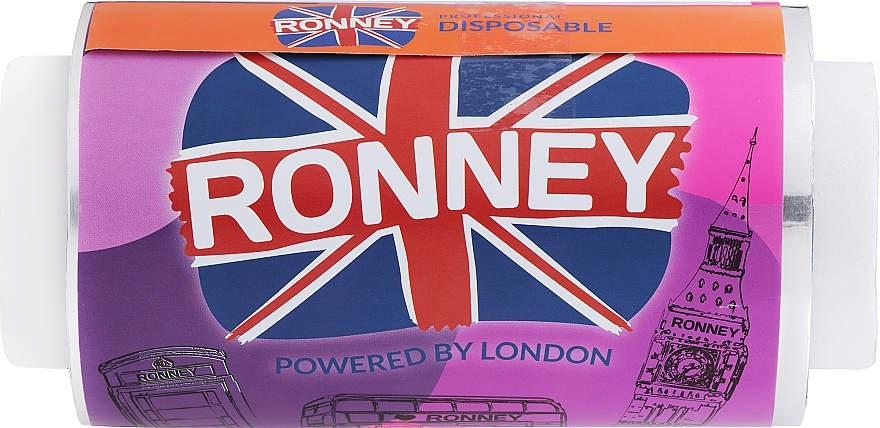 RONNEY
PROFESSIONAL
DISPOSABLE
RONNEY
POWERED BY LONDON
RONNEY
RONNEY
I ♥ RONNEY